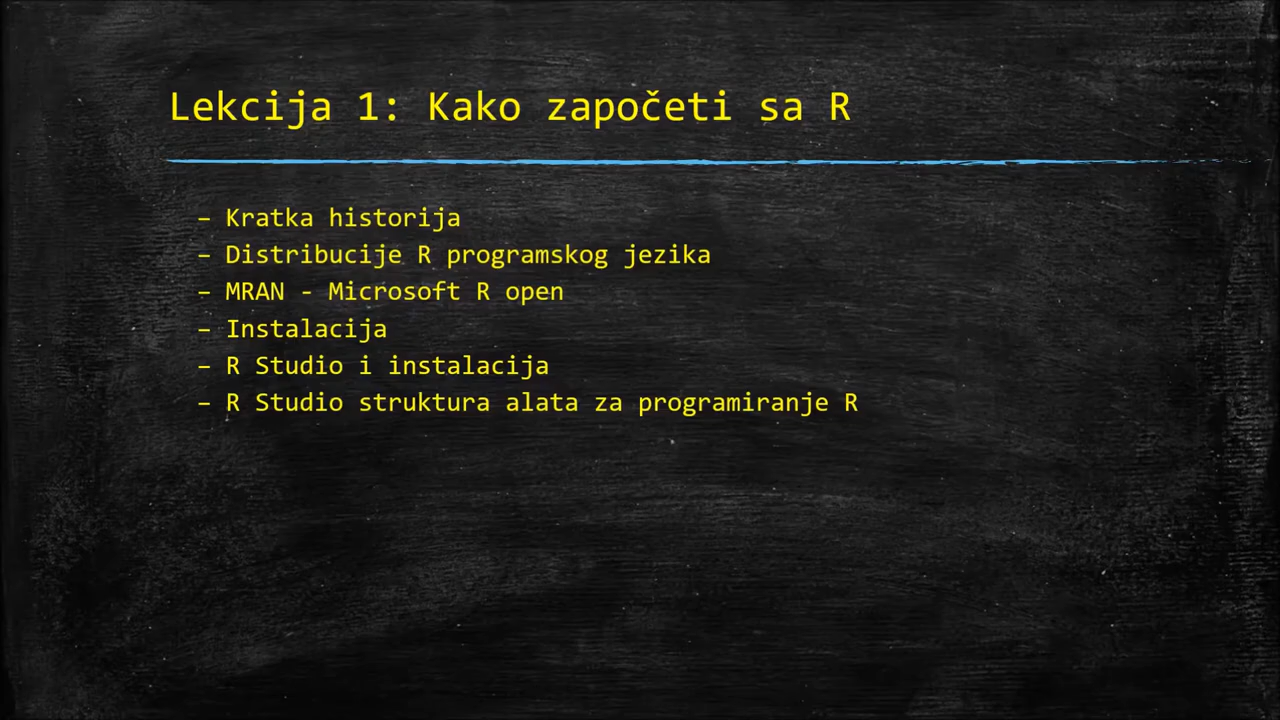 Lekcija 1: Kako započeti sa R
– Kratka historija
– Distribucije R programskog jezika
– MRAN - Microsoft R open
– Instalacija
– R Studio i instalacija
– R Studio struktura alata za programiranje R